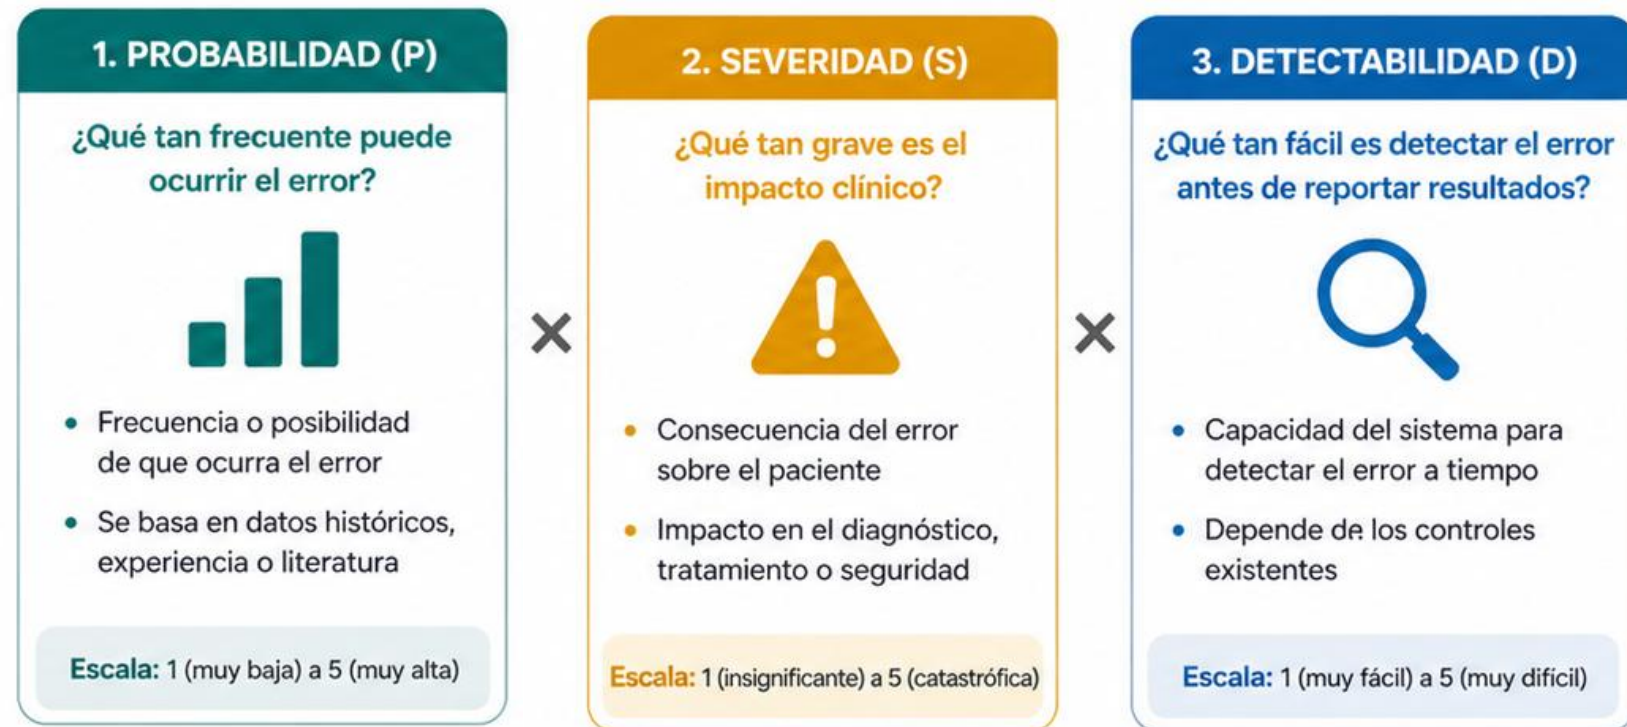 1. PROBABILIDAD (P)
¿Qué tan frecuente puede
ocurrir el error?
• Frecuencia o posibilidad
de que ocurra el error
• Se basa en datos históricos,
experiencia o literatura
Escala: 1 (muy baja) a 5 (muy alta)
×
2. SEVERIDAD (S)
¿Qué tan grave es el
impacto clínico?
• Consecuencia del error
sobre el paciente
• Impacto en el diagnóstico,
tratamiento o seguridad
Escala: 1 (insignificante) a 5 (catastrófica)
×
3. DETECTABILIDAD (D)
¿Qué tan fácil es detectar el error
antes de reportar resultados?
• Capacidad del sistema para
detectar el error a tiempo
• Depende de los controles
existentes
Escala: 1 (muy fácil) a 5 (muy difícil)